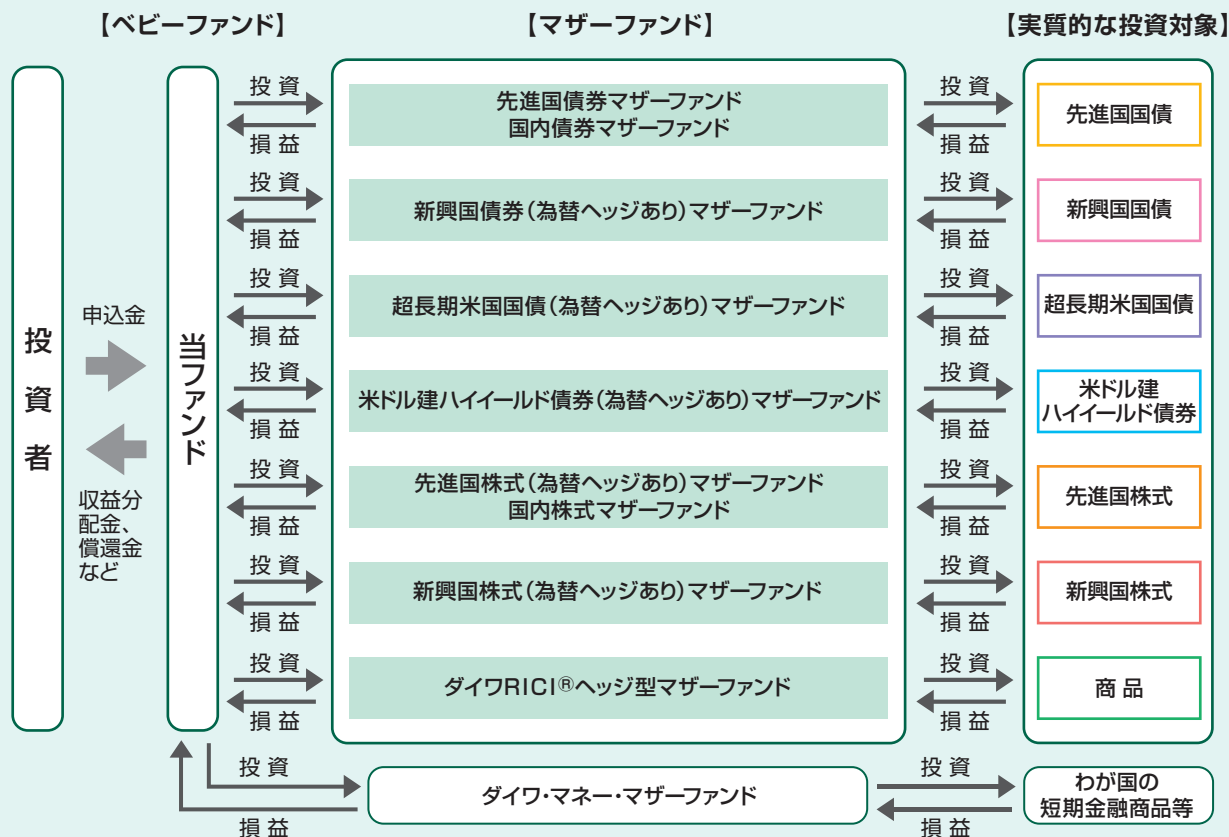 【ベビーファンド】
【マザーファンド】
【実質的な投資対象】
投資者
申込金
収益分
配金、
償還金
など
当ファンド
投 資
損 益
先進国債券マザーファンド
国内債券マザーファンド
投 資
損 益
先進国国債
投 資
損 益
新興国債券(為替ヘッジあり)マザーファンド
投 資
損 益
新興国国債
投 資
損 益
超長期米国国債(為替ヘッジあり)マザーファンド
投 資
損 益
超長期米国国債
投 資
損 益
米ドル建ハイイールド債券(為替ヘッジあり)マザーファンド
投 資
損 益
米ドル建
ハイイールド債券
投 資
損 益
先進国株式(為替ヘッジあり)マザーファンド
国内株式マザーファンド
投 資
損 益
先進国株式
投 資
損 益
新興国株式(為替ヘッジあり)マザーファンド
投 資
損 益
新興国株式
投 資
損 益
ダイワRICI®ヘッジ型マザーファンド
投 資
損 益
商 品
投 資
損 益
ダイワ・マネー・マザーファンド
投 資
損 益
わが国の
短期金融商品等